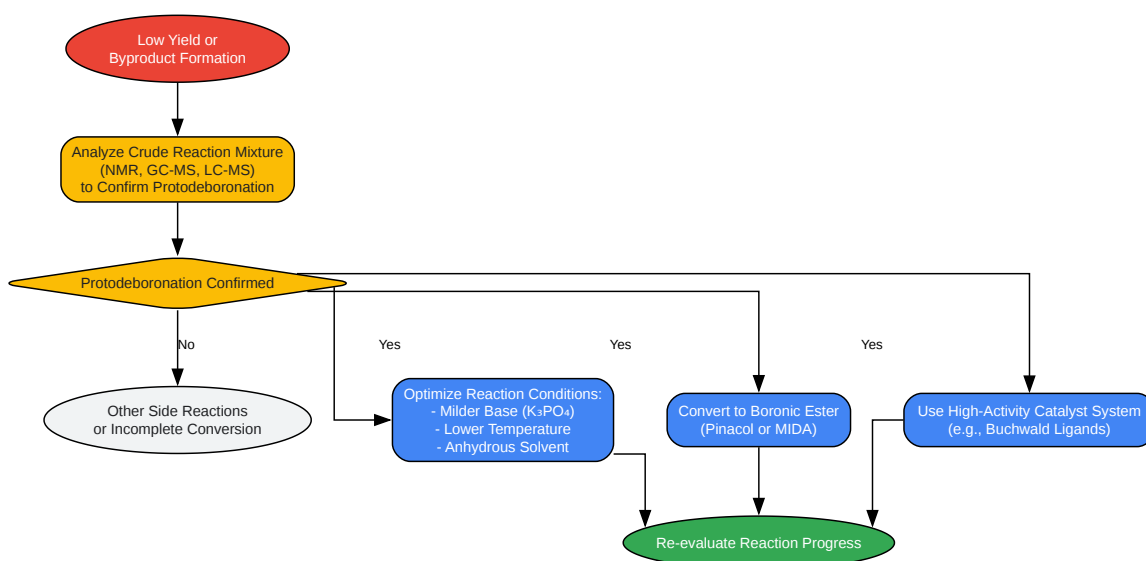 Low Yield or
Byproduct Formation
Analyze Crude Reaction Mixture
(NMR, GC-MS, LC-MS)
to Confirm Protodeboronation
Protodeboronation Confirmed
No
Yes
Yes
Yes
Other Side Reactions
or Incomplete Conversion
Optimize Reaction Conditions:
- Milder Base (K₃PO₄)
- Lower Temperature
- Anhydrous Solvent
Convert to Boronic Ester
(Pinacol or MIDA)
Use High-Activity Catalyst System
(e.g., Buchwald Ligands)
Re-evaluate Reaction Progress